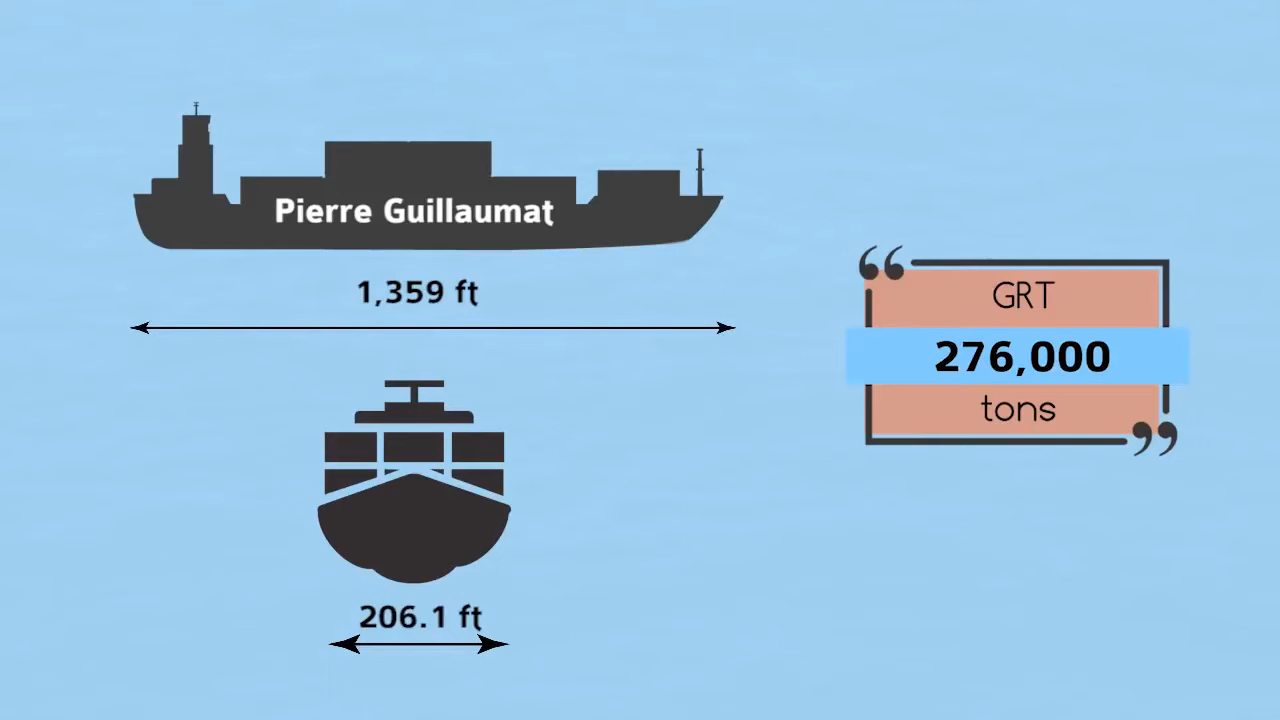 Pierre Guillaumat
1,359 ft
206.1 ft
GRT
276,000
tons